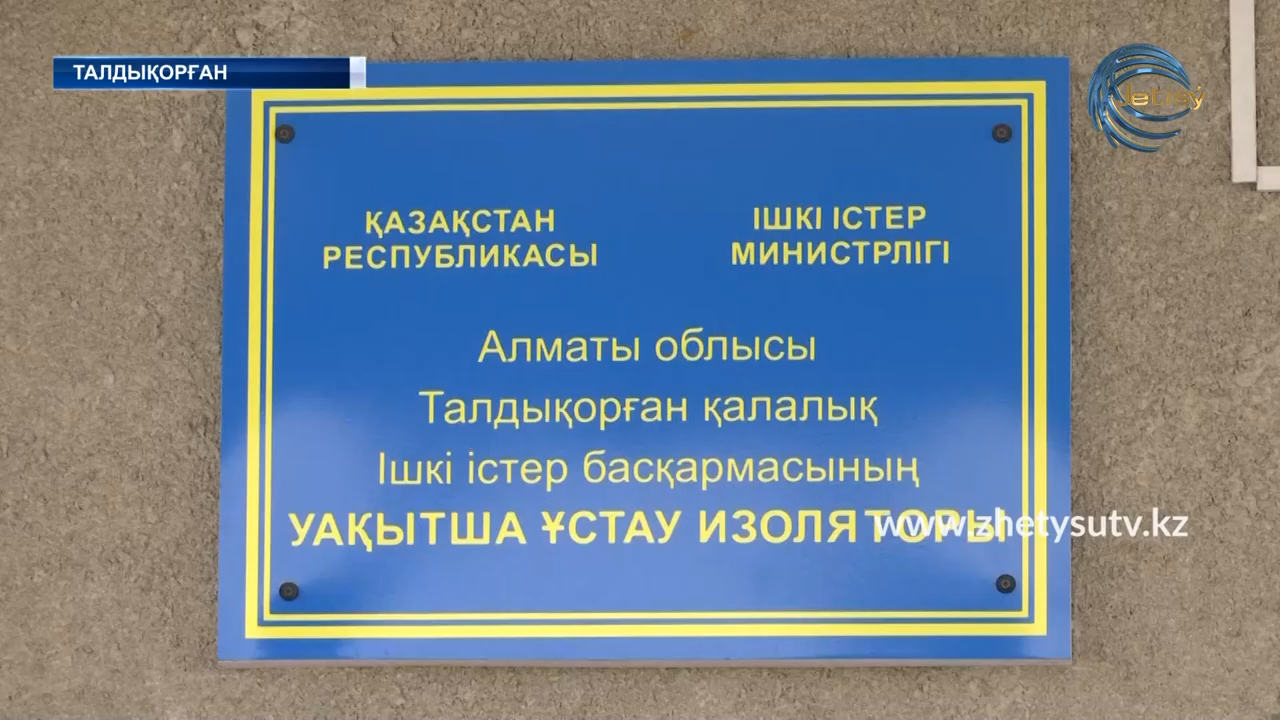 ТАЛДЫҚОРҒАН
Jetisý
ҚАЗАҚСТАН
РЕСПУБЛИКАСЫ
ІШКІ ІСТЕР
МИНИСТРЛІГІ
Алматы облысы
Талдықорған қалалық
Ішкі істер басқармасының
УАҚЫТША ҰСТАУ ИЗОЛЯТОРЫ
www.zhetysutv.kz